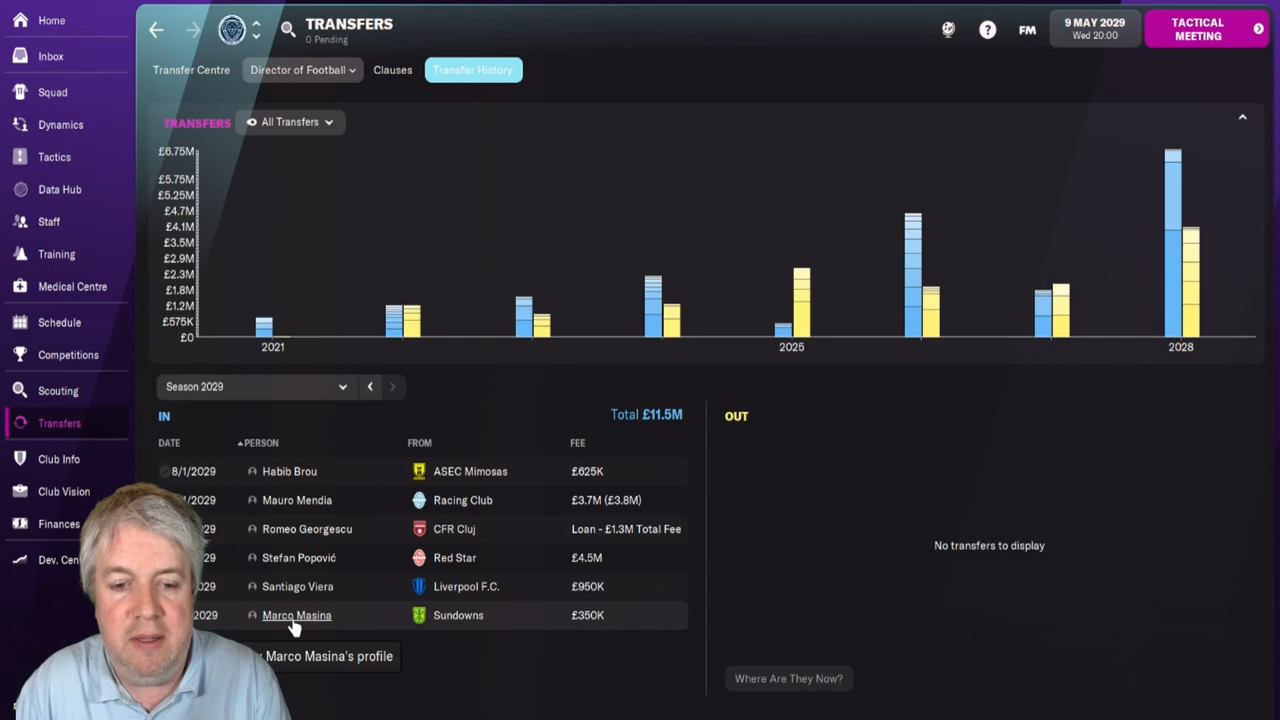 Home
Inbox
Squad
Dynamics
Tactics
Data Hub
Staff
Training
Medical Centre
Schedule
Competitions
Scouting
Transfers
Club Info
Club Vision
Finances
Dev. Cen
TRANSFERS
0 Pending
FM
9 MAY 2029
Wed 20:00
TACTICAL
MEETING
Transfer Centre
Director of Football
Clauses
Transfer History
TRANSFERS
All Transfers
£6.75M
£5.75M
£5.25M
£4.7M
£4.1M
£3.5M
£2.9M
£2.3M
£1.8M
£1.2M
£575K
£0
2021 2025 2028
Season 2029
IN Total £11.5M
DATE PERSON FROM FEE
8/1/2029 Habib Brou ASEC Mimosas £625K
/1/2029 Mauro Mendia Racing Club £3.7M (£3.8M)
29 Romeo Georgescu CFR Cluj Loan - £1.3M Total Fee
029 Stefan Popović Red Star £4.5M
029 Santiago Viera Liverpool F.C. £950K
2029 Marco Masina Sundowns £350K
Marco Masina's profile
OUT
No transfers to display
Where Are They Now?